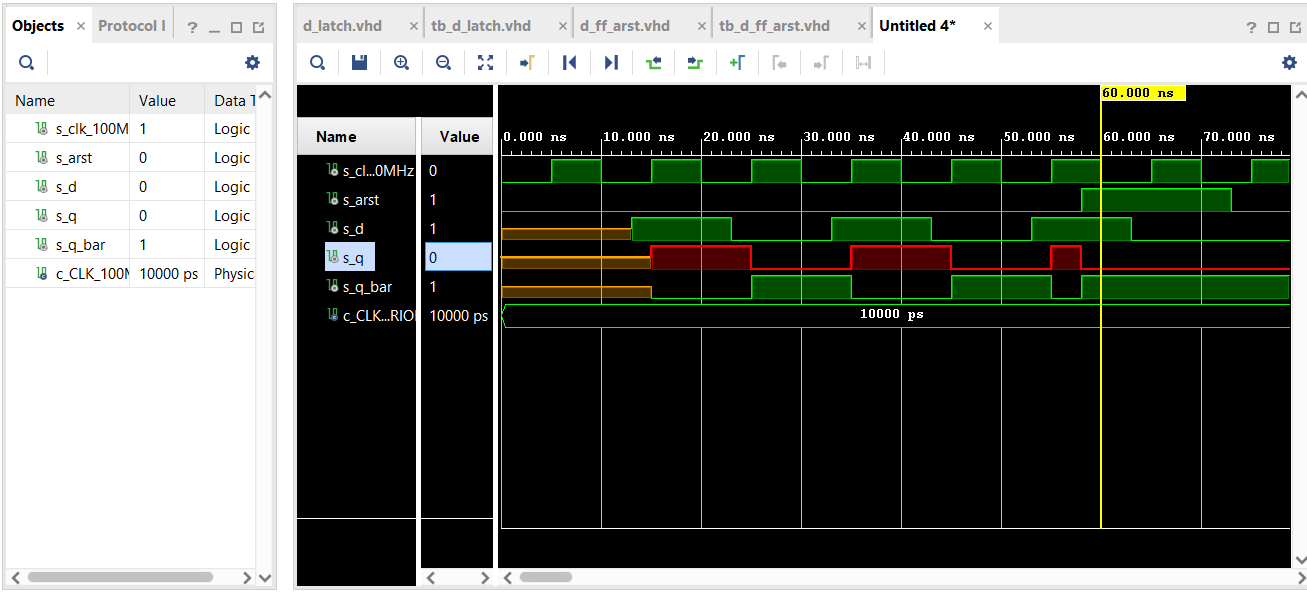 Objects × Protocol I ?
Name Value Data T
s_clk_100M 1 Logic
s_arst 0 Logic
s_d 0 Logic
s_q 0 Logic
s_q_bar 1 Logic
c_CLK_100M 10000 ps Physic
d_latch.vhd × tb_d_latch.vhd × d_ff_arst.vhd × tb_d_ff_arst.vhd × Untitled 4* × ?
60.000 ns
Name Value
0.000 ns 10.000 ns 20.000 ns 30.000 ns 40.000 ns 50.000 ns 60.000 ns 70.000 ns
s_cl...0MHz 0
s_arst 1
s_d 1
s_q 0
s_q_bar 1
c_CLK...RIO 10000 ps
10000 ps